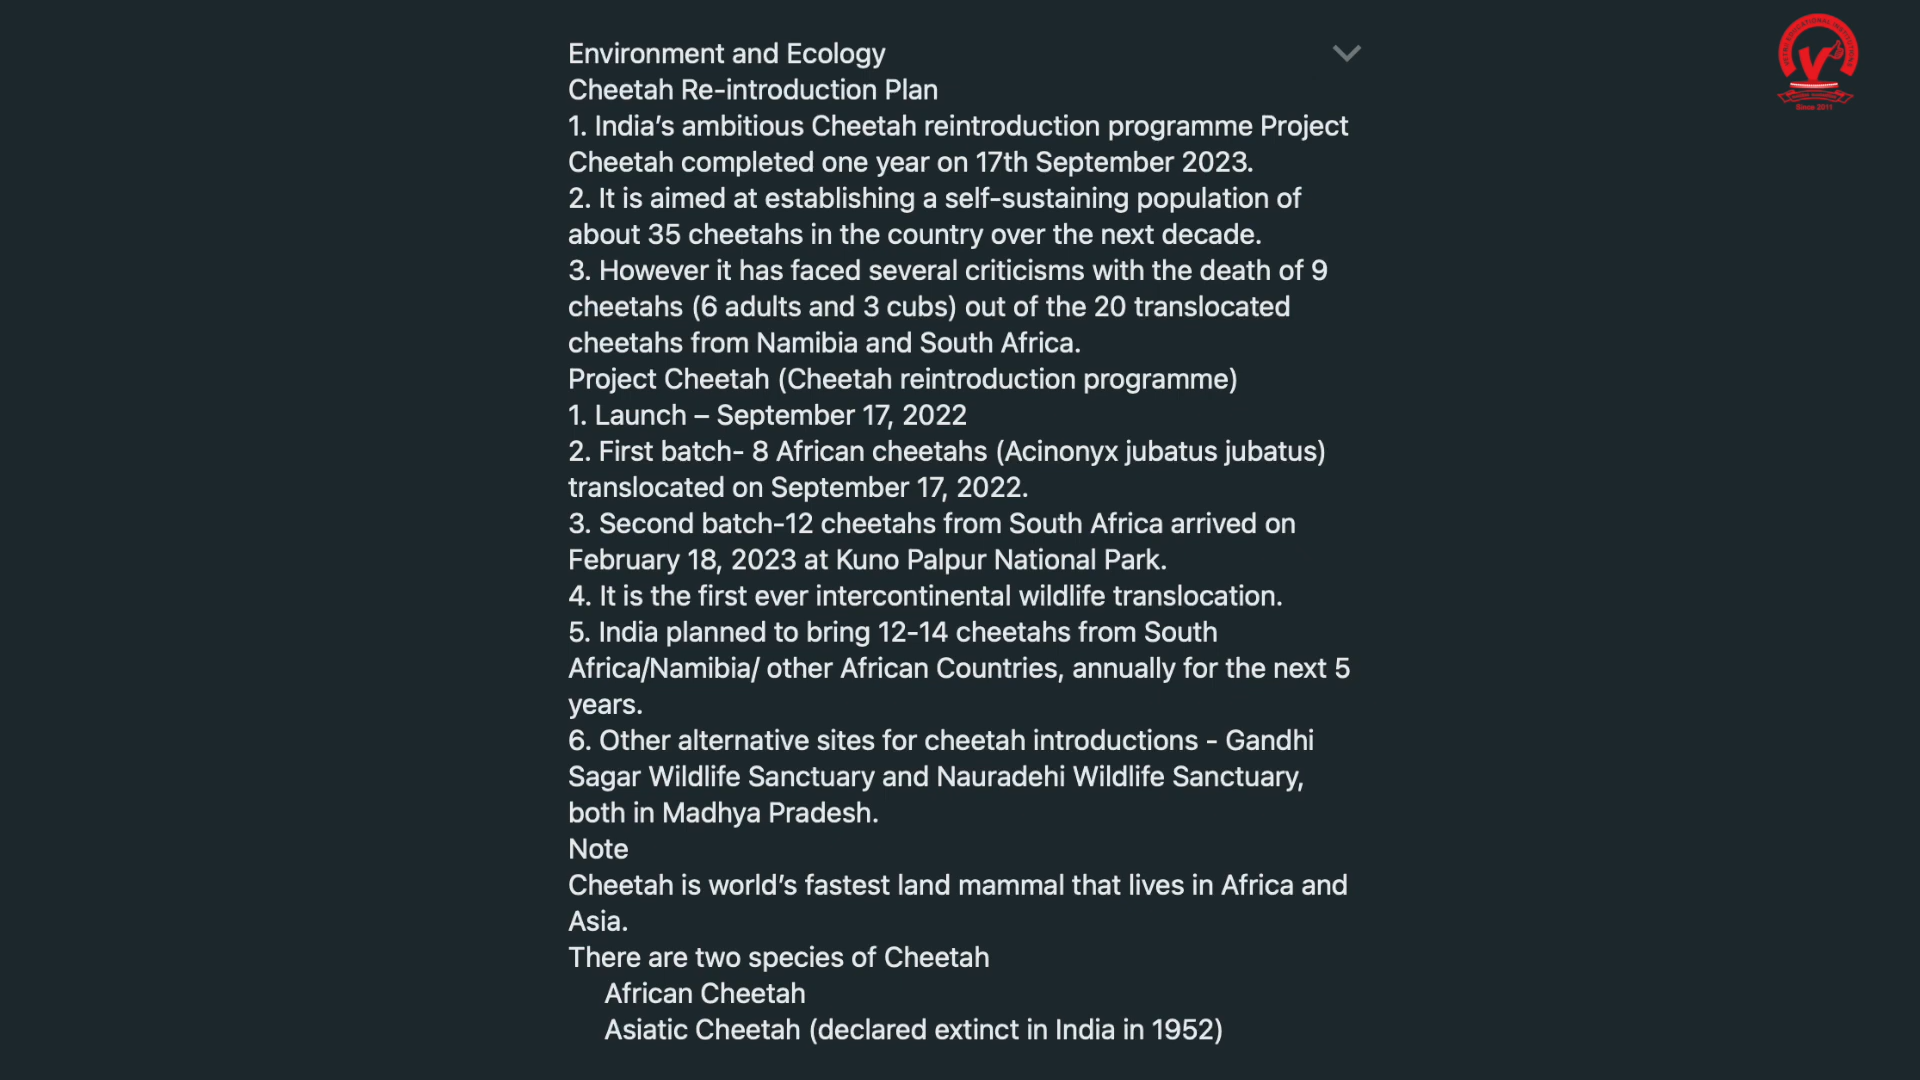 Environment and Ecology
Cheetah Re-introduction Plan
1. India’s ambitious Cheetah reintroduction programme Project
Cheetah completed one year on 17th September 2023.
2. It is aimed at establishing a self-sustaining population of
about 35 cheetahs in the country over the next decade.
3. However it has faced several criticisms with the death of 9
cheetahs (6 adults and 3 cubs) out of the 20 translocated
cheetahs from Namibia and South Africa.
Project Cheetah (Cheetah reintroduction programme)
1. Launch – September 17, 2022
2. First batch- 8 African cheetahs (Acinonyx jubatus jubatus)
translocated on September 17, 2022.
3. Second batch-12 cheetahs from South Africa arrived on
February 18, 2023 at Kuno Palpur National Park.
4. It is the first ever intercontinental wildlife translocation.
5. India planned to bring 12-14 cheetahs from South
Africa/Namibia/ other African Countries, annually for the next 5
years.
6. Other alternative sites for cheetah introductions - Gandhi
Sagar Wildlife Sanctuary and Nauradehi Wildlife Sanctuary,
both in Madhya Pradesh.
Note
Cheetah is world’s fastest land mammal that lives in Africa and
Asia.
There are two species of Cheetah
African Cheetah
Asiatic Cheetah (declared extinct in India in 1952)
Since 2011